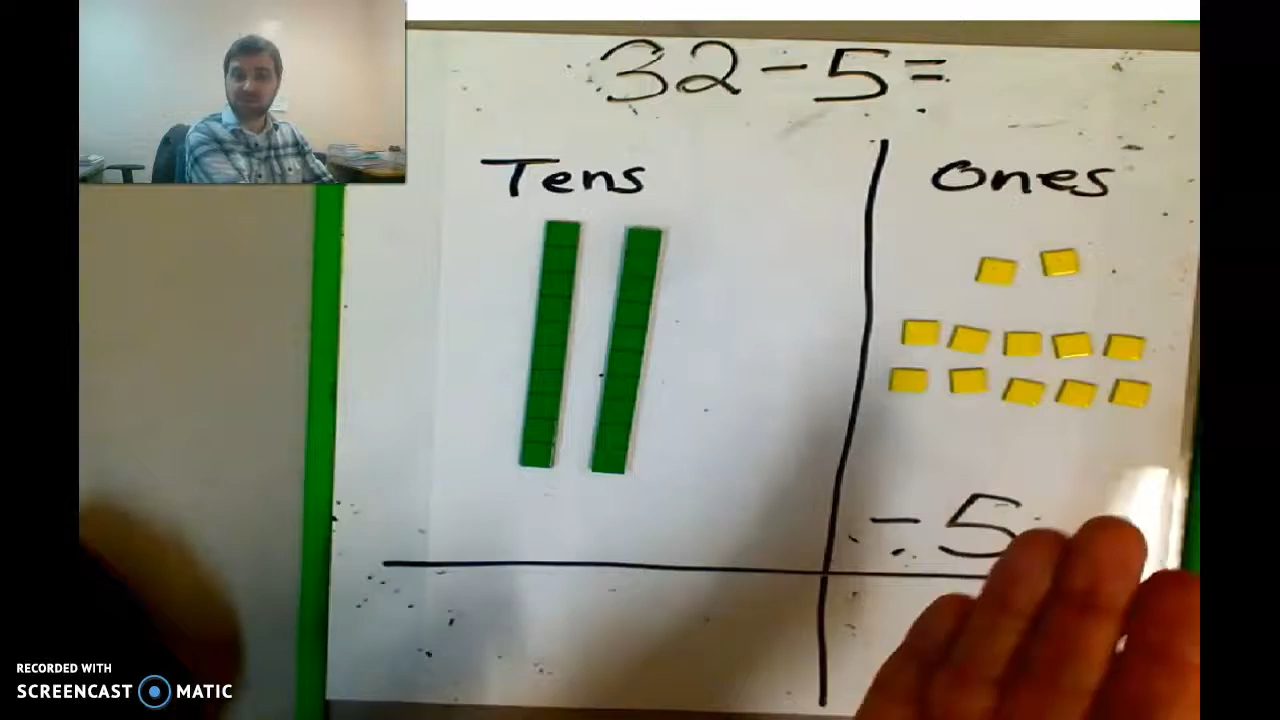 32-5=
Tens
Ones
-5
RECORDED WITH
SCREENCAST MATIC